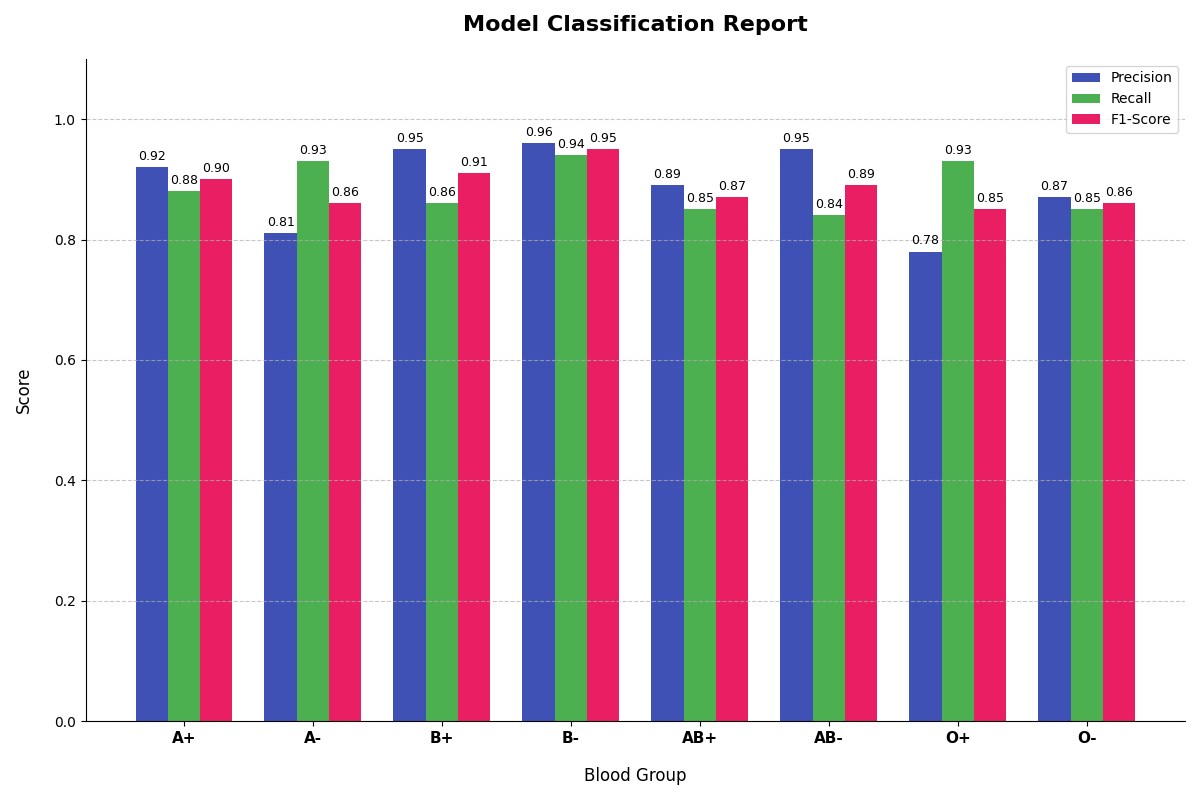 Model Classification Report
Precision
Recall
F1-Score
Score
1.0
0.8
0.6
0.4
0.2
0.0
0.92 0.88 0.90
0.81 0.93 0.86
0.95 0.86 0.91
0.96 0.94 0.95
0.89 0.85 0.87
0.95 0.84 0.89
0.78 0.93 0.85
0.87 0.85 0.86
A+ A- B+ B- AB+ AB- O+ O-
Blood Group